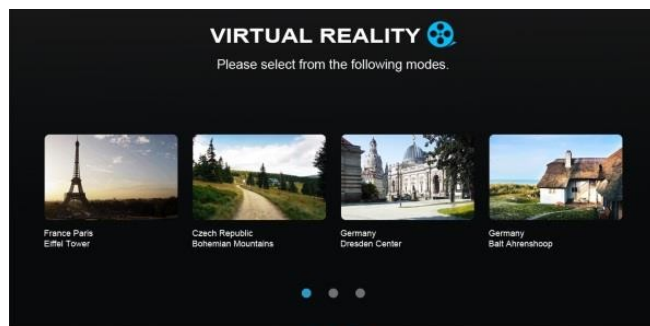 VIRTUAL REALITY
Please select from the following modes.
France Paris
Eiffel Tower
Czech Republic
Bohemian Mountains
Germany
Dresden Center
Germany
Balt Ahrenshoop